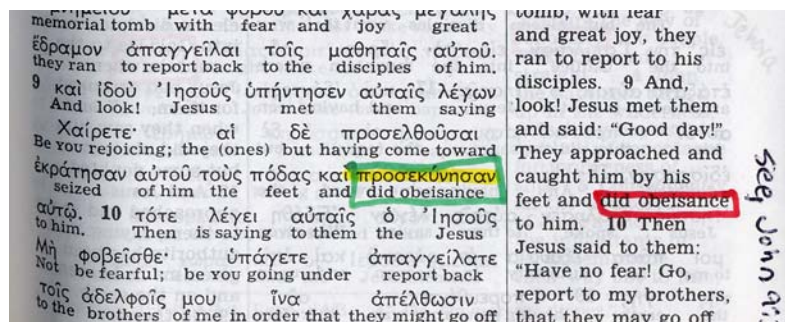 μνημείου μετὰ φόβου καὶ χαρᾶς μεγάλης
memorial tomb with fear and joy great
ἔδραμον ἀπαγγεῖλαι τοῖς μαθηταῖς αὐτοῦ.
they ran to report back to the disciples of him.
9 καὶ ἰδοὺ Ἰησοῦς ὑπήντησεν αὐταῖς λέγων
And look! Jesus met them saying
Χαίρετε· αἱ δὲ προσελθοῦσαι
Be YOU rejoicing; the (ones) but having come toward
ἐκράτησαν αὐτοῦ τοὺς πόδας καὶ προσεκύνησαν
seized of him the feet and did obeisance
αὐτῷ. 10 τότε λέγει αὐταῖς ὁ Ἰησοῦς
to him. Then is saying to them the Jesus
Μὴ φοβεῖσθε· ὑπάγετε ἀπαγγείλατε
Not be fearful; be YOU going under report back
τοῖς ἀδελφοῖς μου ἵνα ἀπέλθωσιν
to the brothers of me in order that they might go off
tomb, with fear
and great joy, they
ran to report to his
disciples. 9 And,
look! Jesus met them
and said: "Good day!"
They approached and
caught him by his
feet and did obeisance
to him. 10 Then
Jesus said to them:
"Have no fear! Go,
report to my brothers,
that they may go off
See John 9: